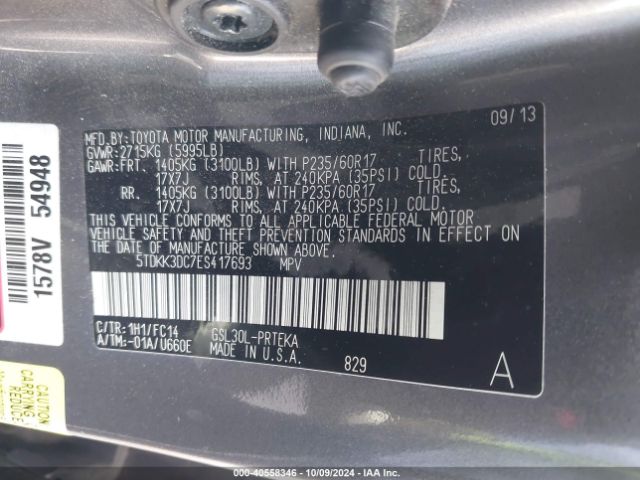 MFD.BY:TOYOTA MOTOR MANUFACTURING, INDIANA, INC. 09/13
GVWR:2715KG (5995LB)
GAWR:FRT. 1405KG (3100LB) WITH P235/60R17 TIRES,
17X7J RIMS, AT 240KPA (35PSI) COLD.
RR. 1405KG (3100LB) WITH P235/60R17 TIRES,
17X7J RIMS, AT 240KPA (35PSI) COLD.
THIS VEHICLE CONFORMS TO ALL APPLICABLE FEDERAL MOTOR
VEHICLE SAFETY AND THEFT PREVENTION STANDARDS IN EFFECT
ON THE DATE OF MANUFACTURE SHOWN ABOVE.
5TDKK3DC7ES417693 MPV
C/TR:1H1/FC14 GSL30L-PRTEKA
A/TM:-01A/U660E MADE IN U.S.A. 829
A
1578V 54948
CAUTION
CARRYING
REDUCE
000-40558346 - 10/09/2024 - IAA Inc.